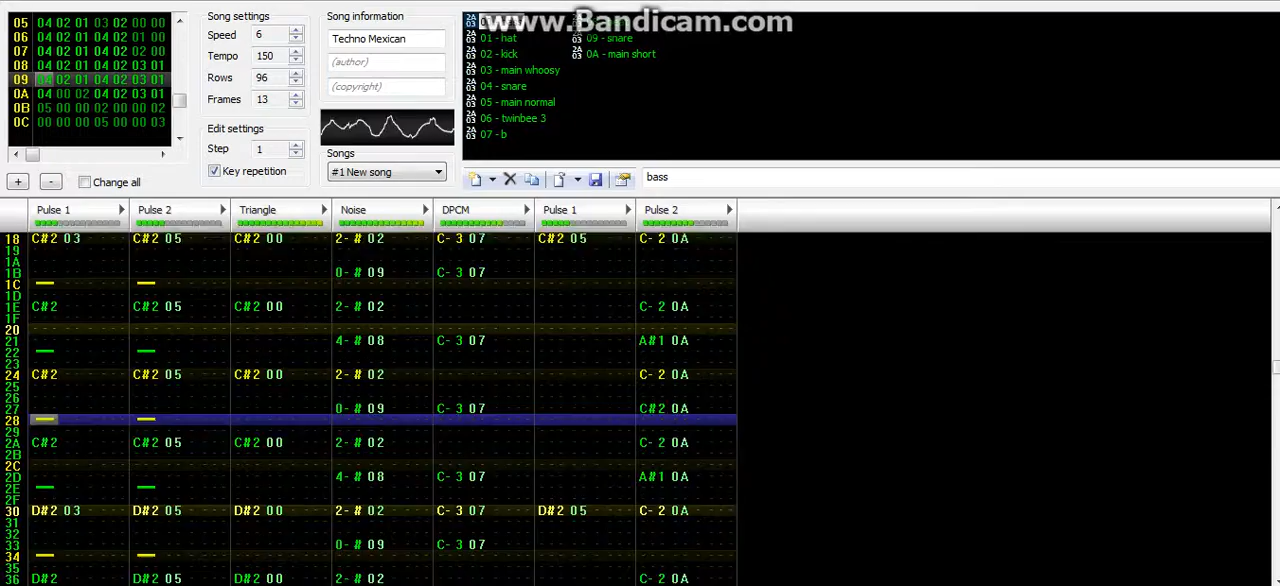 www.Bandicam.com
05 04 02 01 03 02 00 00
06 04 02 01 04 02 01 00
07 04 02 01 04 02 02 00
08 04 02 01 04 02 03 01
09 04 02 01 04 02 03 01
0A 04 00 02 04 02 03 01
0B 05 00 00 02 00 00 02
0C 00 00 00 05 00 00 03
+ - Change all
Song settings
Speed 6
Tempo 150
Rows 96
Frames 13
Edit settings
Step 1
Key repetition
Song information
Techno Mexican
(author)
(copyright)
Songs
#1 New song
01 - hat
02 - kick
03 - main whoosy
04 - snare
05 - main normal
06 - twinbee 3
07 - b
09 - snare
0A - main short
bass
Pulse 1 Pulse 2 Triangle Noise DPCM Pulse 1 Pulse 2
18 C#2 03 C#2 05 C#2 00 2-# 02 C-3 07 C#2 05 C-2 0A
19
1A
1B 0-# 09 C-3 07
1C
1D
1E C#2 C#2 05 C#2 00 2-# 02 C-2 0A
1F
20
21 4-# 08 C-3 07 A#1 0A
22
23
24 C#2 C#2 05 C#2 00 2-# 02 C-2 0A
25
26
27 0-# 09 C-3 07 C#2 0A
28
29
2A C#2 C#2 05 C#2 00 2-# 02 C-2 0A
2B
2C
2D 4-# 08 C-3 07 A#1 0A
2E
2F
30 D#2 03 D#2 05 D#2 00 2-# 02 C-3 07 D#2 05 C-2 0A
31
32
33 0-# 09 C-3 07
34
35
36 D#2 D#2 05 D#2 00 2-# 02 C-2 0A